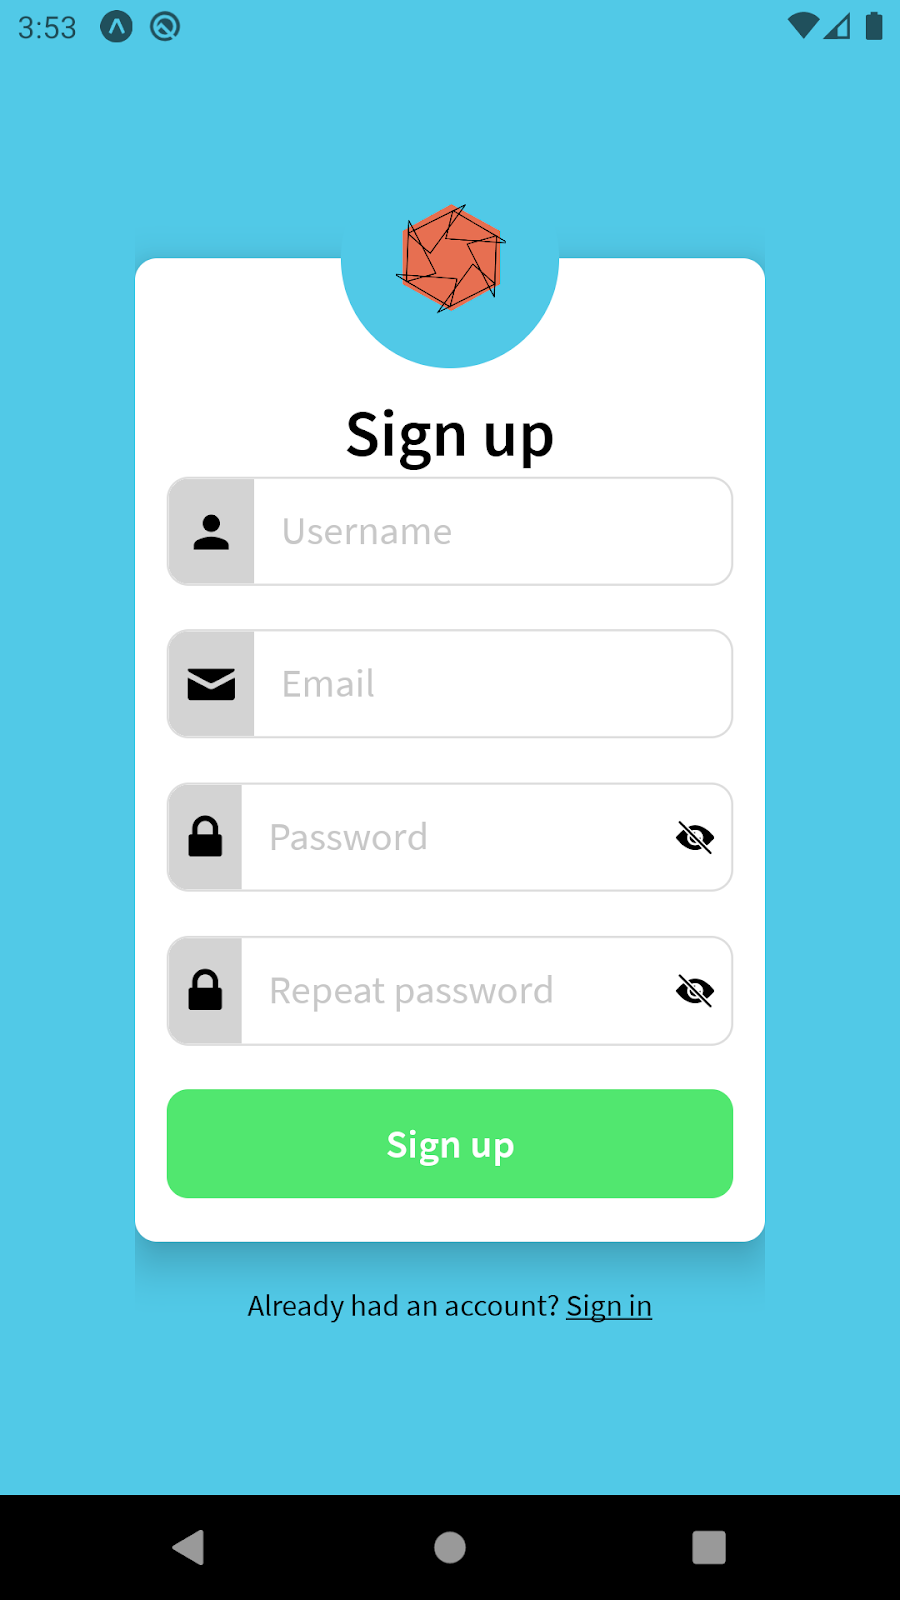 3:53
Sign up
Username
Email
Password
Repeat password
Sign up
Already had an account? Sign in